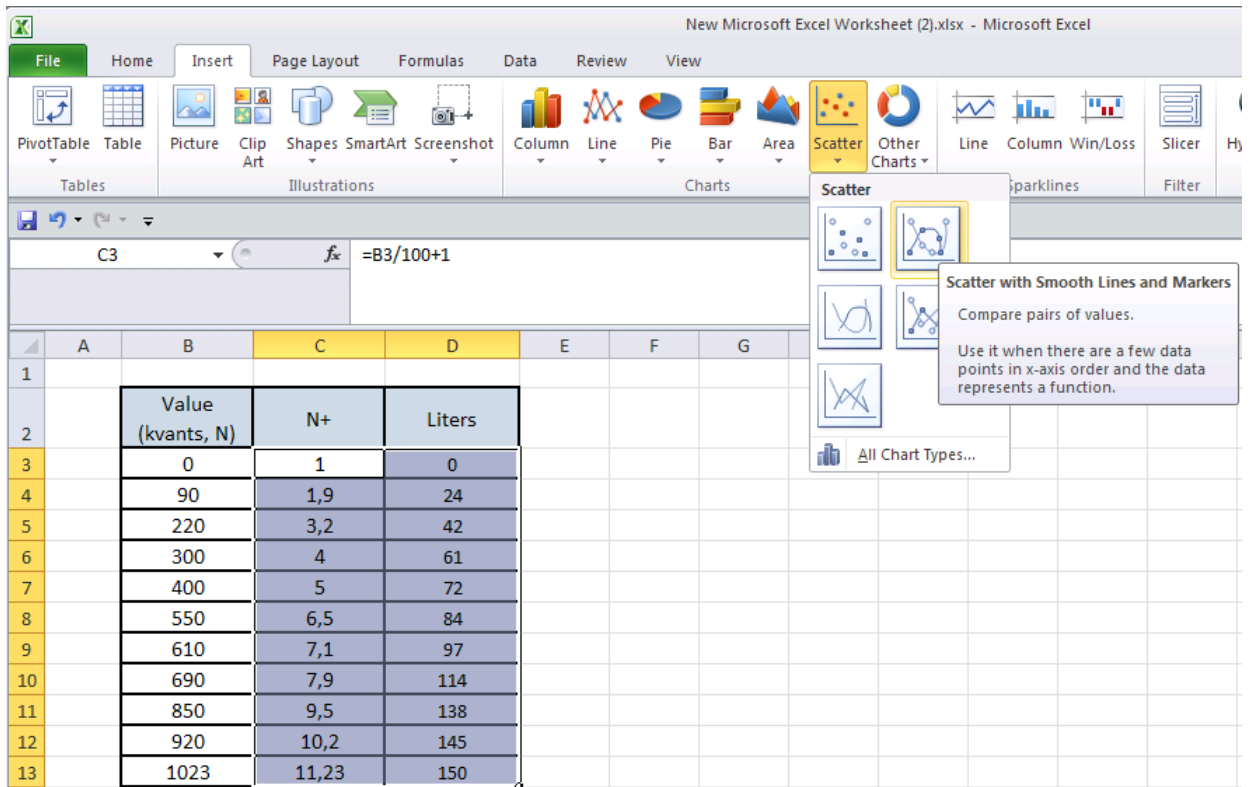 New Microsoft Excel Worksheet (2).xlsx - Microsoft Excel
File Home Insert Page Layout Formulas Data Review View
PivotTable Table Picture Clip Art Shapes SmartArt Screenshot Column Line Pie Bar Area Scatter Other Charts Line Column Win/Loss Slicer
Tables Illustrations Charts Sparklines Filter
Scatter
C3 fx =B3/100+1
Scatter with Smooth Lines and Markers
Compare pairs of values.
Use it when there are a few data
points in x-axis order and the data
represents a function.
All Chart Types...
A B C D E F G
1
2 Value (kvants, N) N+ Liters
3 0 1 0
4 90 1,9 24
5 220 3,2 42
6 300 4 61
7 400 5 72
8 550 6,5 84
9 610 7,1 97
10 690 7,9 114
11 850 9,5 138
12 920 10,2 145
13 1023 11,23 150